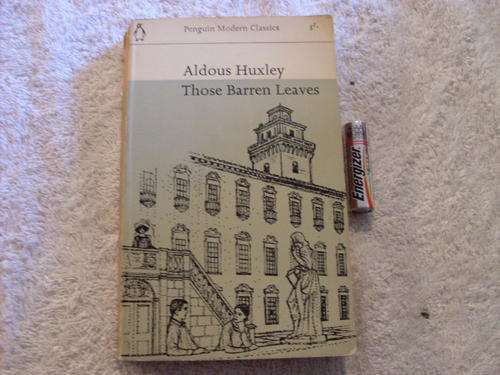 Penguin Modern Classics 5/-
Aldous Huxley
Those Barren Leaves
Energizer